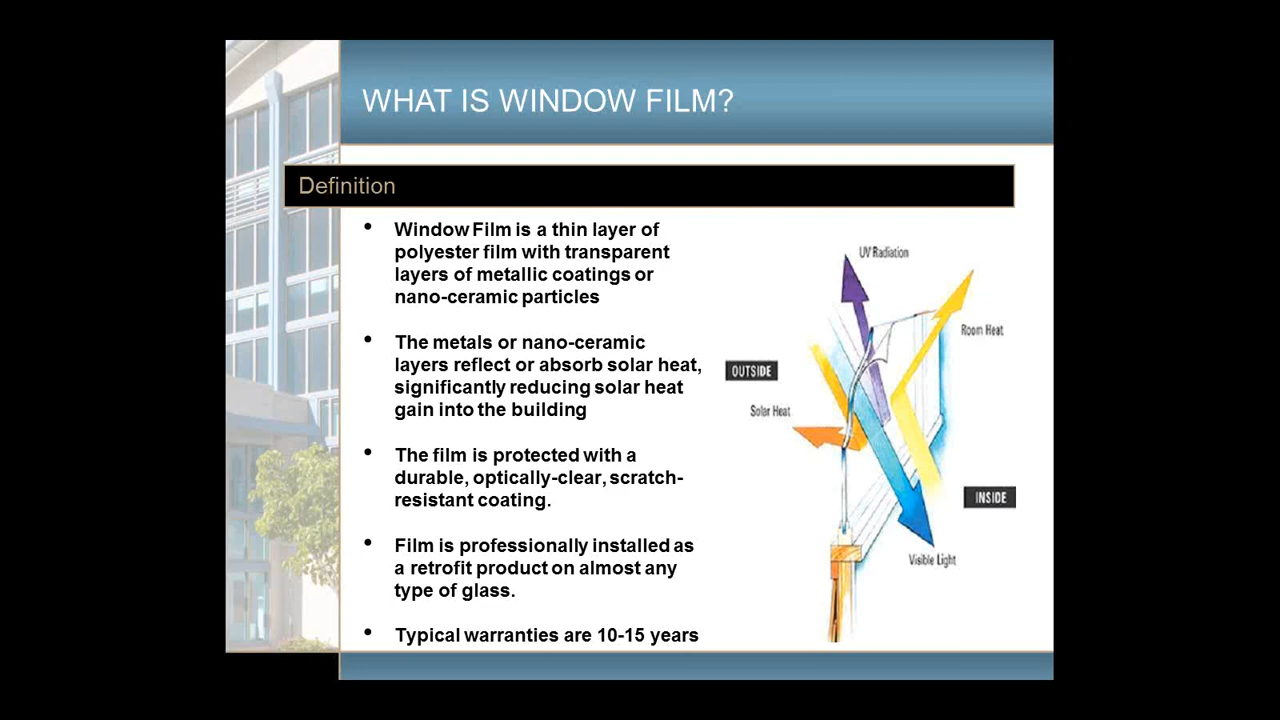 WHAT IS WINDOW FILM?
Definition
• Window Film is a thin layer of
polyester film with transparent
layers of metallic coatings or
nano-ceramic particles
• The metals or nano-ceramic
layers reflect or absorb solar heat,
significantly reducing solar heat
gain into the building
• The film is protected with a
durable, optically-clear, scratch-
resistant coating.
• Film is professionally installed as
a retrofit product on almost any
type of glass.
• Typical warranties are 10-15 years
UV Radiation
Room Heat
OUTSIDE
Solar Heat
INSIDE
Visible Light